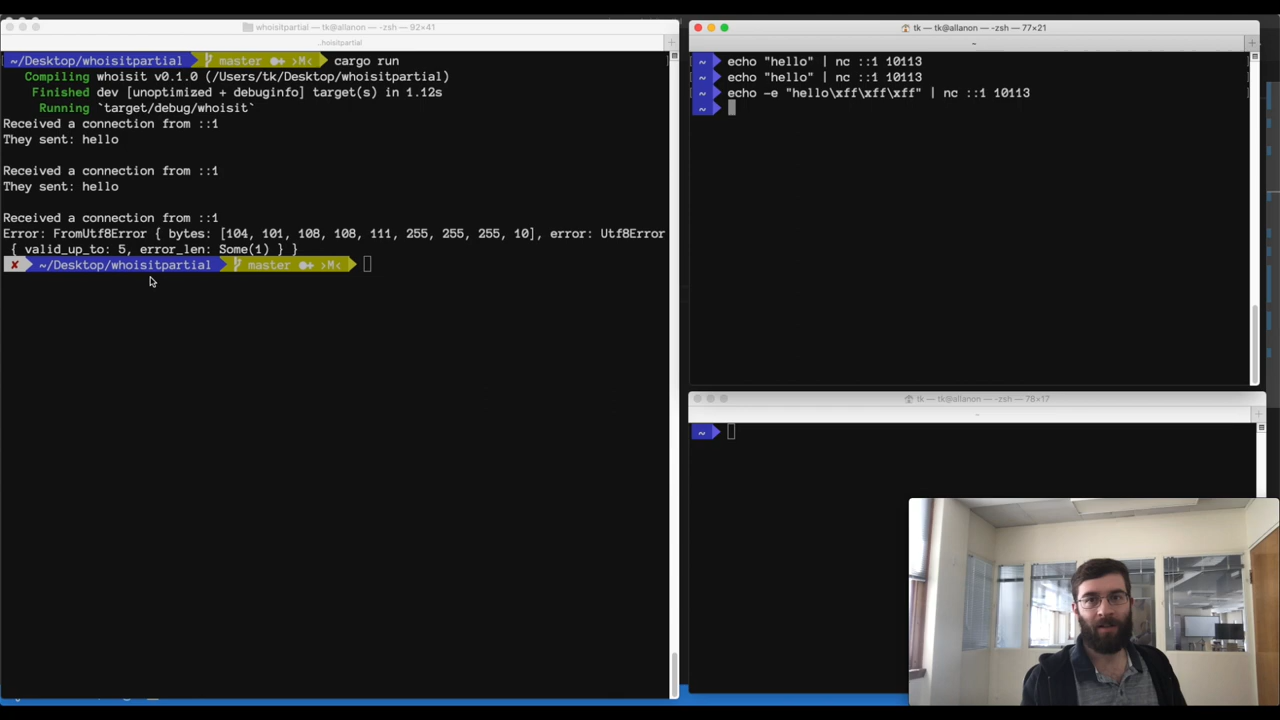 whoisitpartial — tk@allanon — -zsh — 92×41
..hoisitpartial
~/Desktop/whoisitpartial master ●✚ >M< cargo run
Compiling whoisit v0.1.0 (/Users/tk/Desktop/whoisitpartial)
Finished dev [unoptimized + debuginfo] target(s) in 1.12s
Running `target/debug/whoisit`
Received a connection from ::1
They sent: hello
Received a connection from ::1
They sent: hello
Received a connection from ::1
Error: FromUtf8Error { bytes: [104, 101, 108, 108, 111, 255, 255, 255, 10], error: Utf8Error
{ valid_up_to: 5, error_len: Some(1) } }
✘ ~/Desktop/whoisitpartial master ●✚ >M<
tk — tk@allanon — -zsh — 77×21
~
~ echo "hello" | nc ::1 10113
~ echo "hello" | nc ::1 10113
~ echo -e "hello\xff\xff\xff" | nc ::1 10113
~
tk — tk@allanon — -zsh — 78×17
~
~